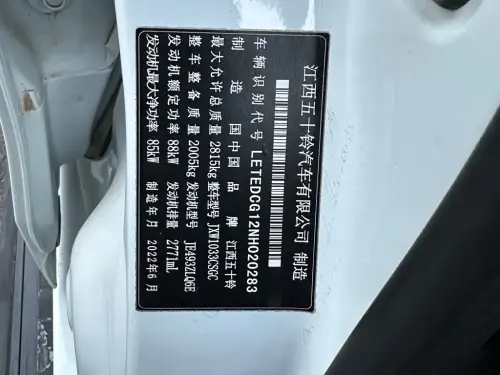 江西五十铃汽车有限公司 制造
车辆识别代号 LETEDCG12NH020283
制造国 中国 品牌 江西五十铃
最大允许总质量 2815kg 整车型号 JXW1033CSGC
整车整备质量 2005kg 发动机型号 JE493ZLQ6E
发动机额定功率 88kW 发动机排量 2771mL
发动机最大净功率 85kW 制造年月 2022年6月